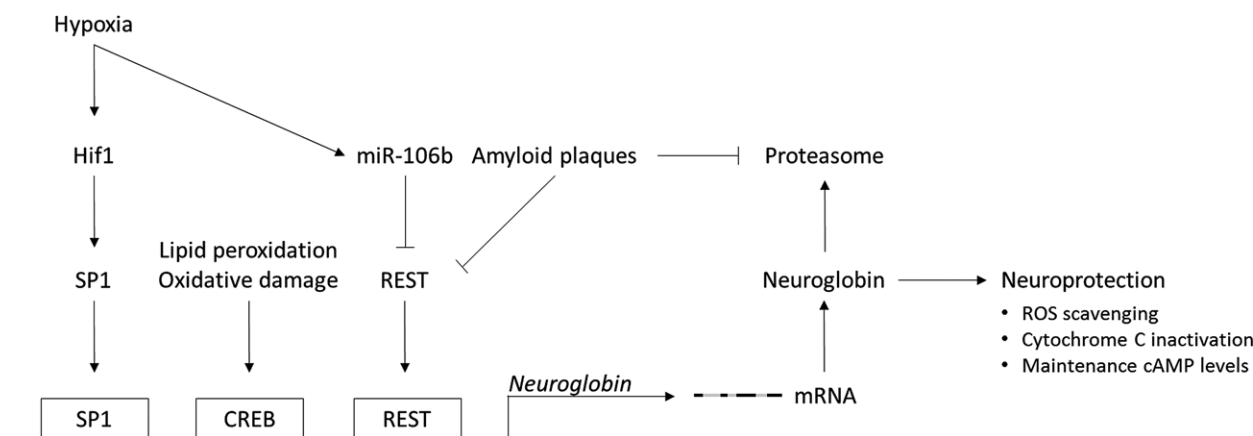 Hypoxia
Hif1
miR-106b
Amyloid plaques
Proteasome
Lipid peroxidation
Oxidative damage
SP1
REST
Neuroglobin
Neuroprotection
• ROS scavenging
• Cytochrome C inactivation
• Maintenance cAMP levels
Neuroglobin
mRNA
SP1
CREB
REST